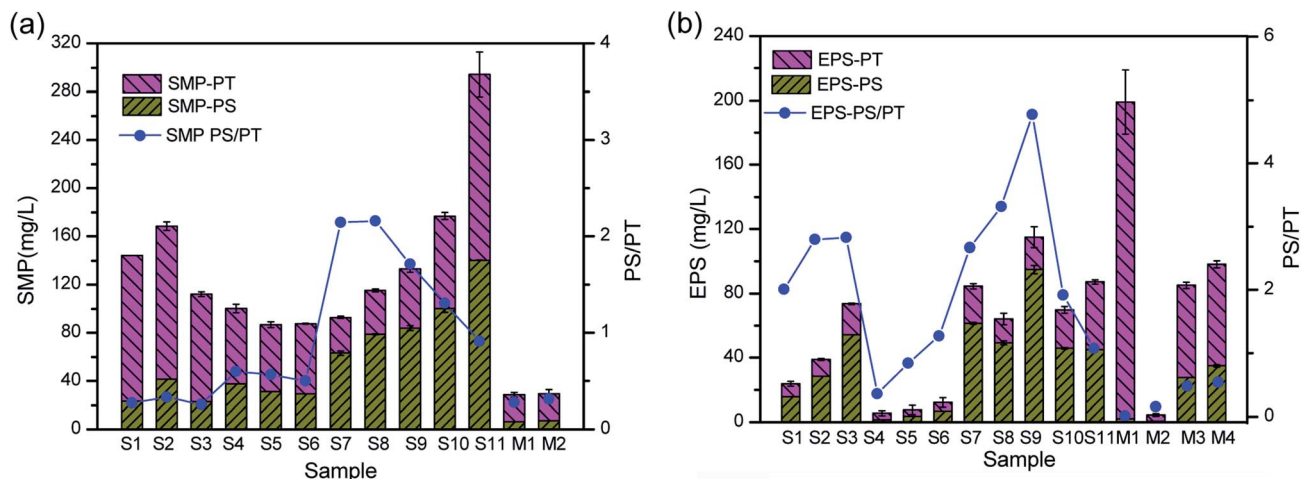 (a)
320
280
240
200
160
120
80
40
0
SMP(mg/L)
SMP-PT
SMP-PS
SMP PS/PT
4
3
2
1
0
PS/PT
S1 S2 S3 S4 S5 S6 S7 S8 S9 S10 S11 M1 M2
Sample
(b)
240
200
160
120
80
40
0
EPS (mg/L)
EPS-PT
EPS-PS
EPS-PS/PT
6
4
2
0
PS/PT
S1 S2 S3 S4 S5 S6 S7 S8 S9 S10 S11 M1 M2 M3 M4
Sample